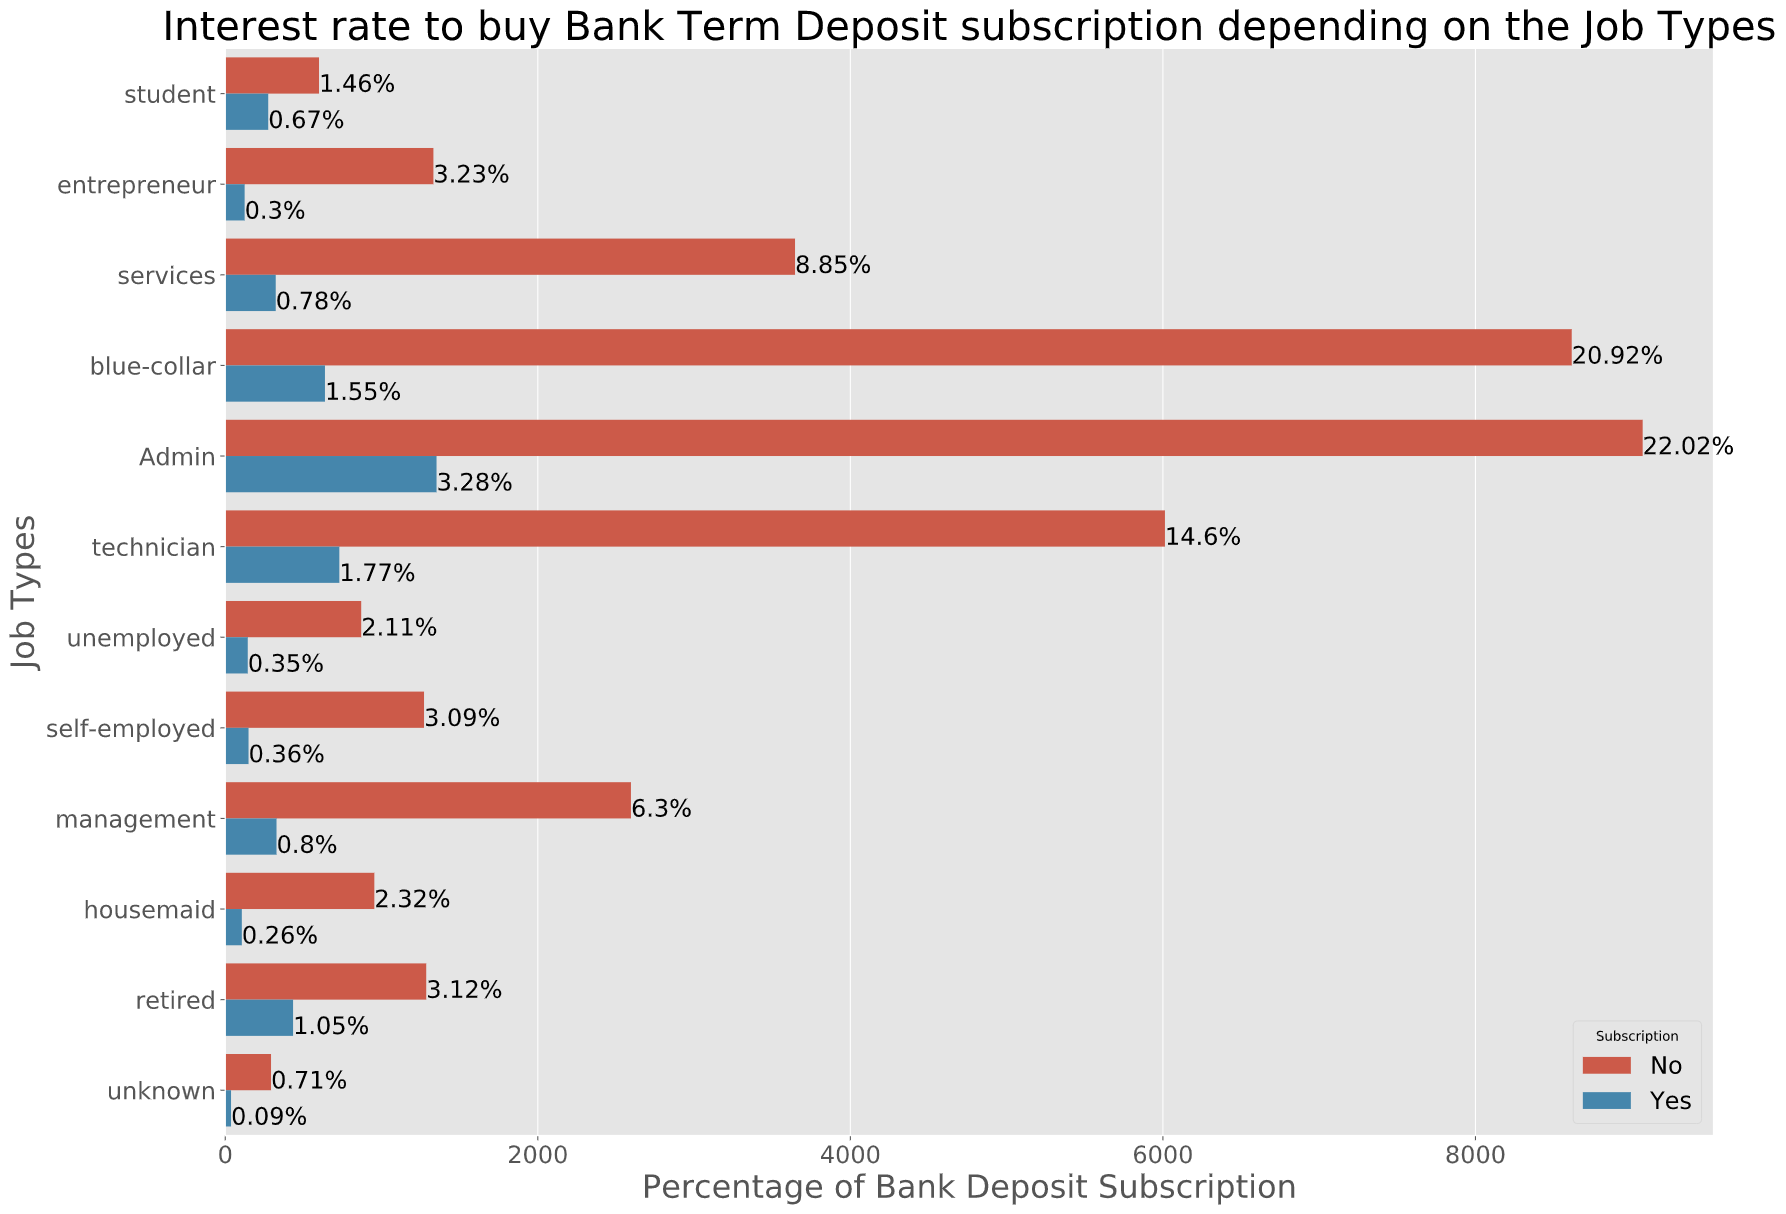 Interest rate to buy Bank Term Deposit subscription depending on the Job Types
student
1.46%
0.67%
entrepreneur
3.23%
0.3%
services
8.85%
0.78%
blue-collar
20.92%
1.55%
Admin
22.02%
3.28%
technician
14.6%
1.77%
unemployed
2.11%
0.35%
self-employed
3.09%
0.36%
management
6.3%
0.8%
housemaid
2.32%
0.26%
retired
3.12%
1.05%
unknown
0.71%
0.09%
Job Types
Subscription
No
Yes
0 2000 4000 6000 8000
Percentage of Bank Deposit Subscription